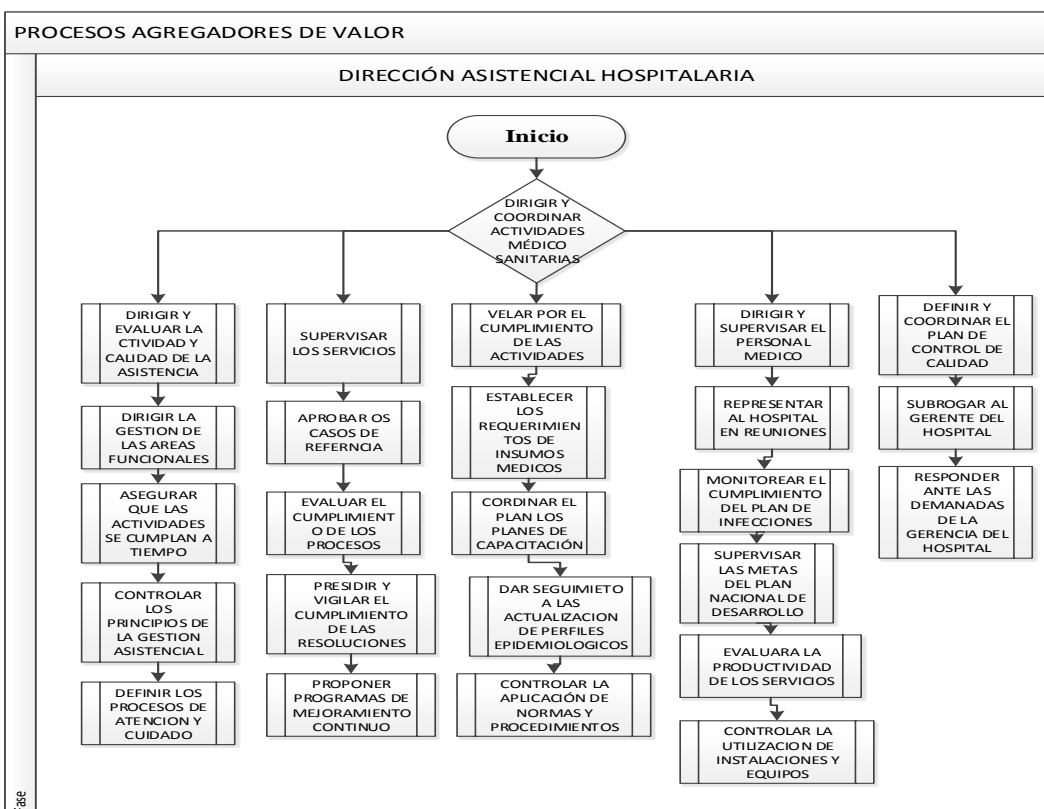 PROCESOS AGREGADORES DE VALOR
DIRECCIÓN ASISTENCIAL HOSPITALARIA
Inicio
DIRIGIR Y
COORDINAR
ACTIVIDADES
MÉDICO
SANITARIAS
DIRIGIR Y
EVALUAR LA
CTIVIDAD Y
CALIDAD DE LA
ASISTENCIA
DIRIGIR LA
GESTION DE
LAS AREAS
FUNCIONALES
ASEGURAR
QUE LAS
ACTIVIDADES
SE CUMPLAN A
TIEMPO
CONTROLAR
LOS
PRINCIPIOS DE
LA GESTION
ASISTENCIAL
DEFINIR LOS
PROCESOS DE
ATENCION Y
CUIDADO
SUPERVISAR
LOS SERVICIOS
APROBAR OS
CASOS DE
REFERNCIA
EVALUAR EL
CUMPLIMIENT
O DE LOS
PROCESOS
PRESIDIR Y
VIGILAR EL
CUMPLIMIENTO
DE LAS
RESOLUCIONES
PROPONER
PROGRAMAS DE
MEJORAMIENTO
CONTINUO
VELAR POR EL
CUMPLIMIENTO
DE LAS
ACTIVIDADES
ESTABLECER
LOS
REQUERIMIEN
TOS DE
INSUMOS
MEDICOS
CORDINAR EL
PLAN LOS
PLANES DE
CAPACITACIÓN
DAR SEGUIMIETO
A LAS
ACTUALIZACION
DE PERFILES
EPIDEMIOLOGICOS
CONTROLAR LA
APLICACIÓN DE
NORMAS Y
PROCEDIMIENTOS
DIRIGIR Y
SUPERVISAR EL
PERSONAL
MEDICO
REPRESENTAR
AL HOSPITAL
EN REUNIONES
MONITOREAR EL
CUMPLIMIENTO
DEL PLAN DE
INFECCIONES
SUPERVISAR
LAS METAS
DEL PLAN
NACIONAL DE
DESARROLLO
EVALUARA LA
PRODUCTIVIDAD
DE LOS SERVICIOS
CONTROLAR LA
UTILIZACION DE
INSTALACIONES Y
EQUIPOS
DEFINIR Y
COORDINAR EL
PLAN DE
CONTROL DE
CALIDAD
SUBROGAR AL
GERENTE DEL
HOSPITAL
RESPONDER
ANTE LAS
DEMANADAS
DE LA
GERENCIA DEL
HOSPITAL
Fase